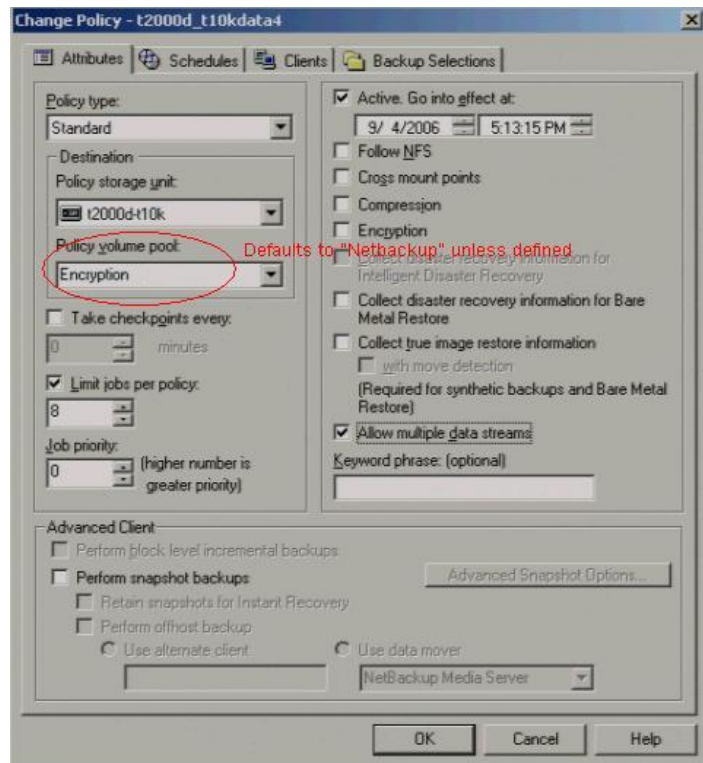 Change Policy - t2000d_t10kdata4
Attributes
Schedules
Clients
Backup Selections
Policy type:
Standard
Destination
Policy storage unit:
t2000d-t10k
Policy volume pool:
Encryption
Take checkpoints every:
0 minutes
Limit jobs per policy:
8
Job priority:
0 (higher number is
greater priority)
Active. Go into effect at:
9/ 4/2006 5:13:15 PM
Follow NFS
Cross mount points
Compression
Encryption
Defaults to "Netbackup" unless defined
Collect disaster recovery information for
Intelligent Disaster Recovery
Collect disaster recovery information for Bare
Metal Restore
Collect true image restore information
with move detection
(Required for synthetic backups and Bare Metal
Restore)
Allow multiple data streams
Keyword phrase: (optional)
Advanced Client
Perform block level incremental backups
Perform snapshot backups
Advanced Snapshot Options...
Retain snapshots for Instant Recovery
Perform offhost backup
Use alternate client
Use data mover
NetBackup Media Server
OK
Cancel
Help